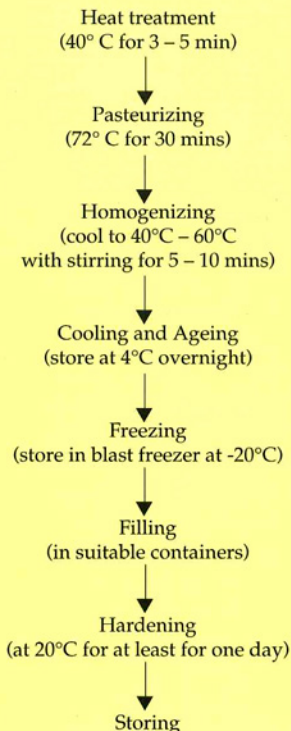 Heat treatment
(40° C for 3 – 5 min)
Pasteurizing
(72° C for 30 mins)
Homogenizing
(cool to 40°C – 60°C
with stirring for 5 – 10 mins)
Cooling and Ageing
(store at 4°C overnight)
Freezing
(store in blast freezer at -20°C)
Filling
(in suitable containers)
Hardening
(at 20°C for at least for one day)
Storing